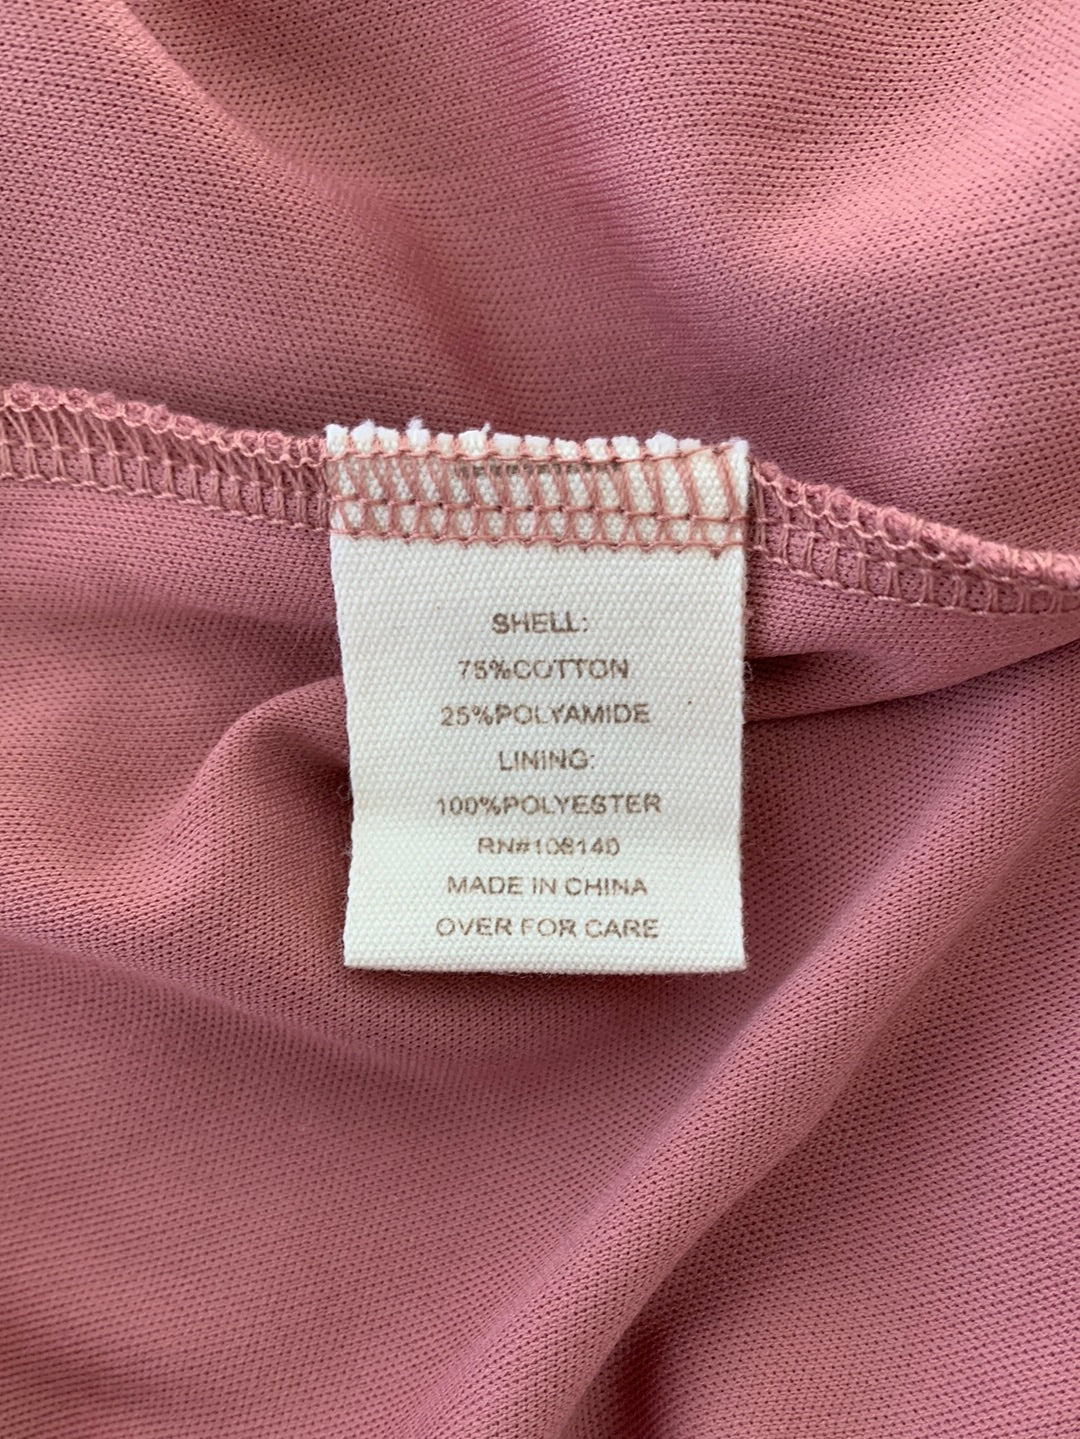 SHELL:
75%COTTON
25%POLYAMIDE
LINING:
100%POLYESTER
RN#108140
MADE IN CHINA
OVER FOR CARE